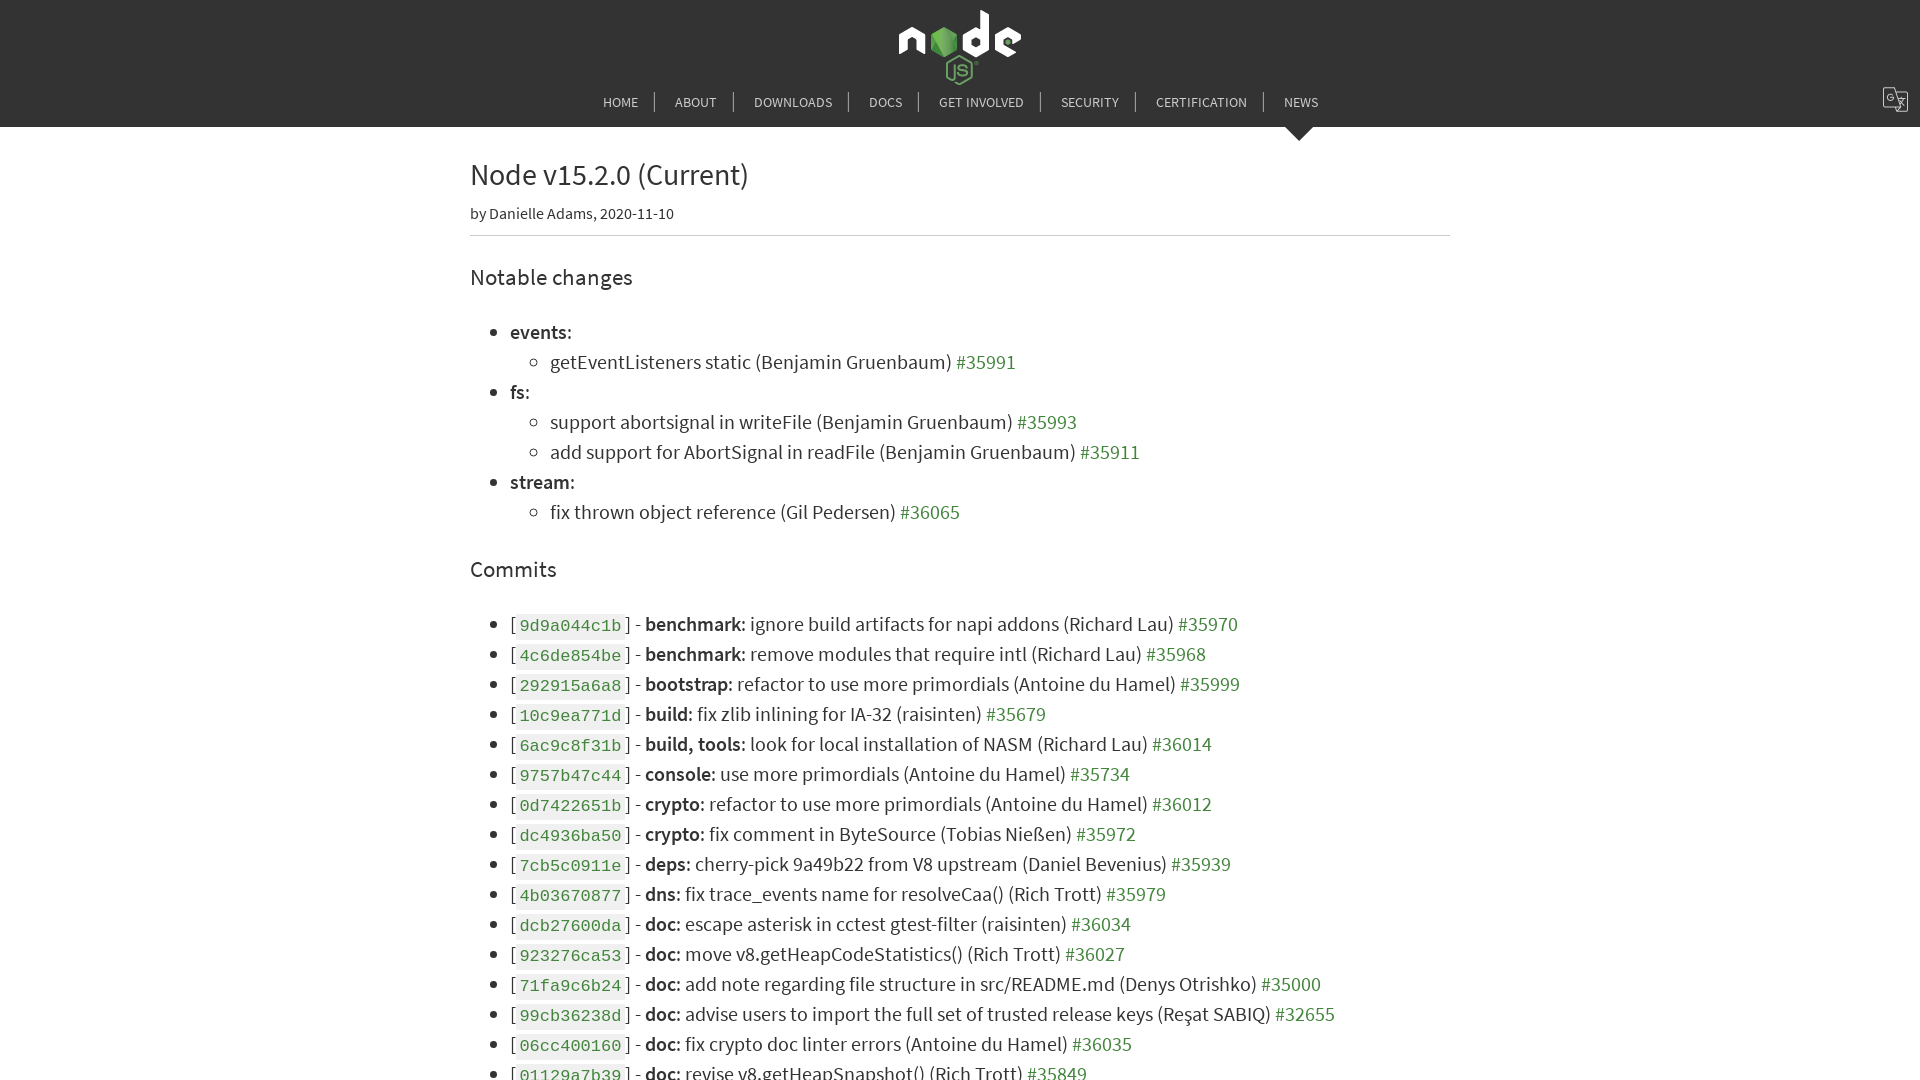 node
JS
HOME
ABOUT
DOWNLOADS
DOCS
GET INVOLVED
SECURITY
CERTIFICATION
NEWS
Node v15.2.0 (Current)
by Danielle Adams, 2020-11-10
Notable changes
events:
getEventListeners static (Benjamin Gruenbaum) #35991
fs:
support abortsignal in writeFile (Benjamin Gruenbaum) #35993
add support for AbortSignal in readFile (Benjamin Gruenbaum) #35911
stream:
fix thrown object reference (Gil Pedersen) #36065
Commits
[9d9a044c1b] - benchmark: ignore build artifacts for napi addons (Richard Lau) #35970
[4c6de854be] - benchmark: remove modules that require intl (Richard Lau) #35968
[292915a6a8] - bootstrap: refactor to use more primordials (Antoine du Hamel) #35999
[10c9ea771d] - build: fix zlib inlining for IA-32 (raisinten) #35679
[6ac9c8f31b] - build, tools: look for local installation of NASM (Richard Lau) #36014
[9757b47c44] - console: use more primordials (Antoine du Hamel) #35734
[0d7422651b] - crypto: refactor to use more primordials (Antoine du Hamel) #36012
[dc4936ba50] - crypto: fix comment in ByteSource (Tobias Nießen) #35972
[7cb5c0911e] - deps: cherry-pick 9a49b22 from V8 upstream (Daniel Bevenius) #35939
[4b03670877] - dns: fix trace_events name for resolveCaa() (Rich Trott) #35979
[dcb27600da] - doc: escape asterisk in cctest gtest-filter (raisinten) #36034
[923276ca53] - doc: move v8.getHeapCodeStatistics() (Rich Trott) #36027
[71fa9c6b24] - doc: add note regarding file structure in src/README.md (Denys Otrishko) #35000
[99cb36238d] - doc: advise users to import the full set of trusted release keys (Reşat SABIQ) #32655
[06cc400160] - doc: fix crypto doc linter errors (Antoine du Hamel) #36035
[01129a7b39] - doc: revise v8.getHeapSnapshot() (Rich Trott) #35849